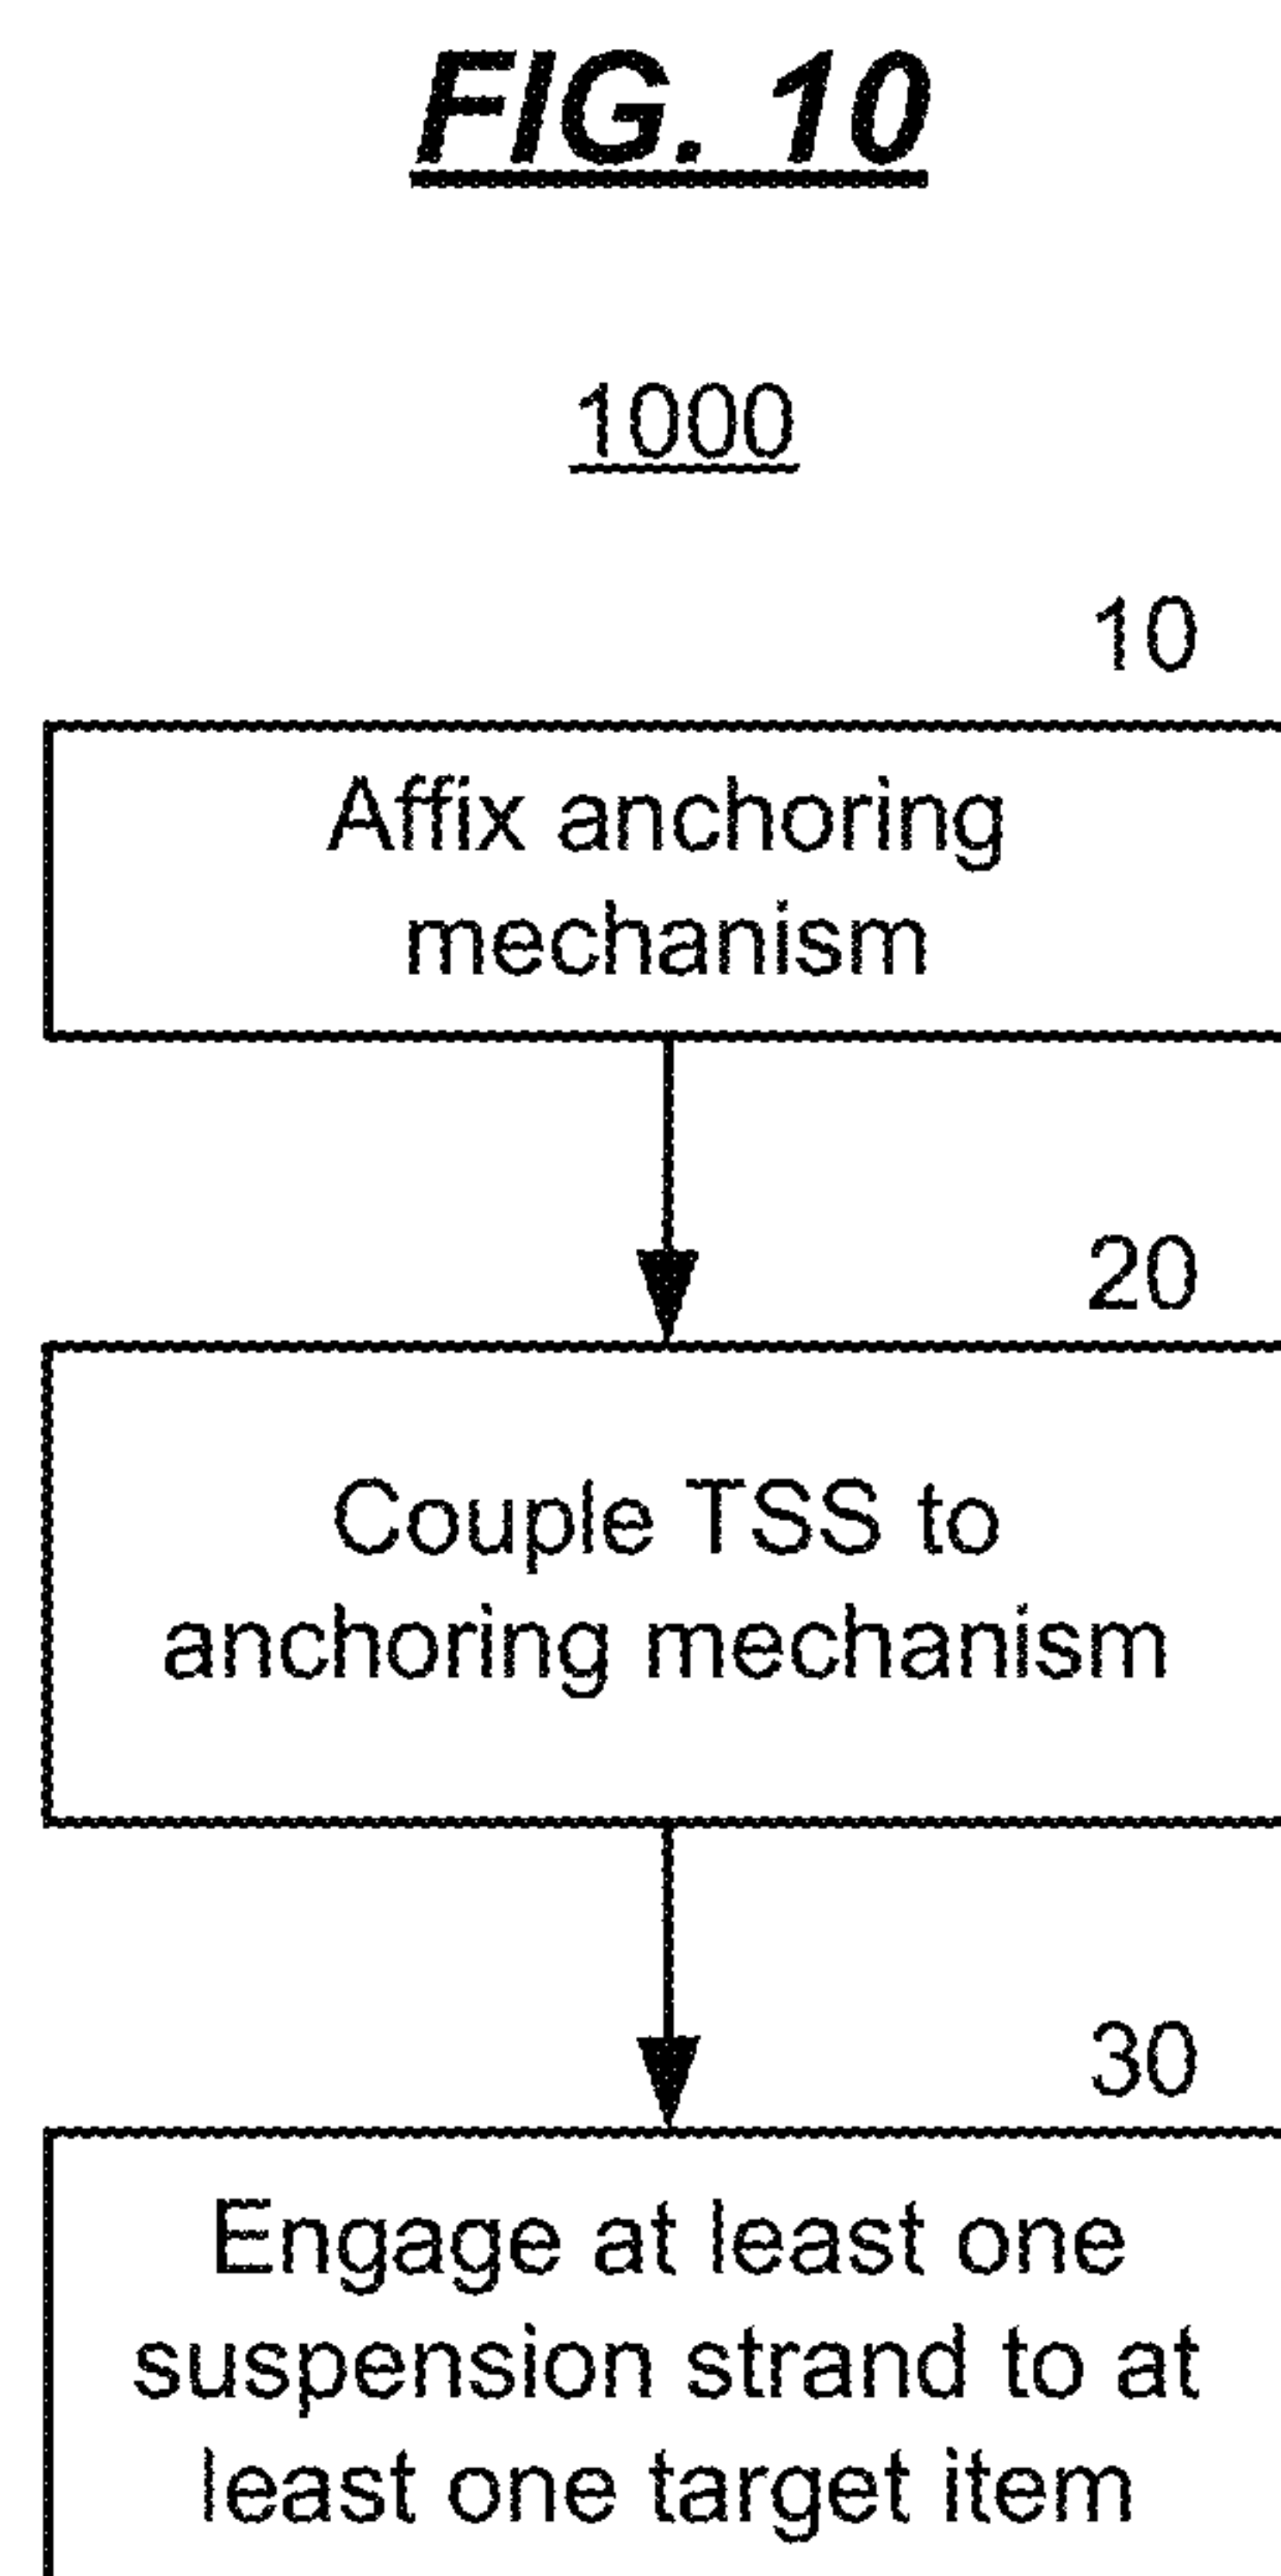 FIG. 10
1000
10
Affix anchoring
mechanism
20
Couple TSS to
anchoring mechanism
30
Engage at least one
suspension strand to at
least one target item